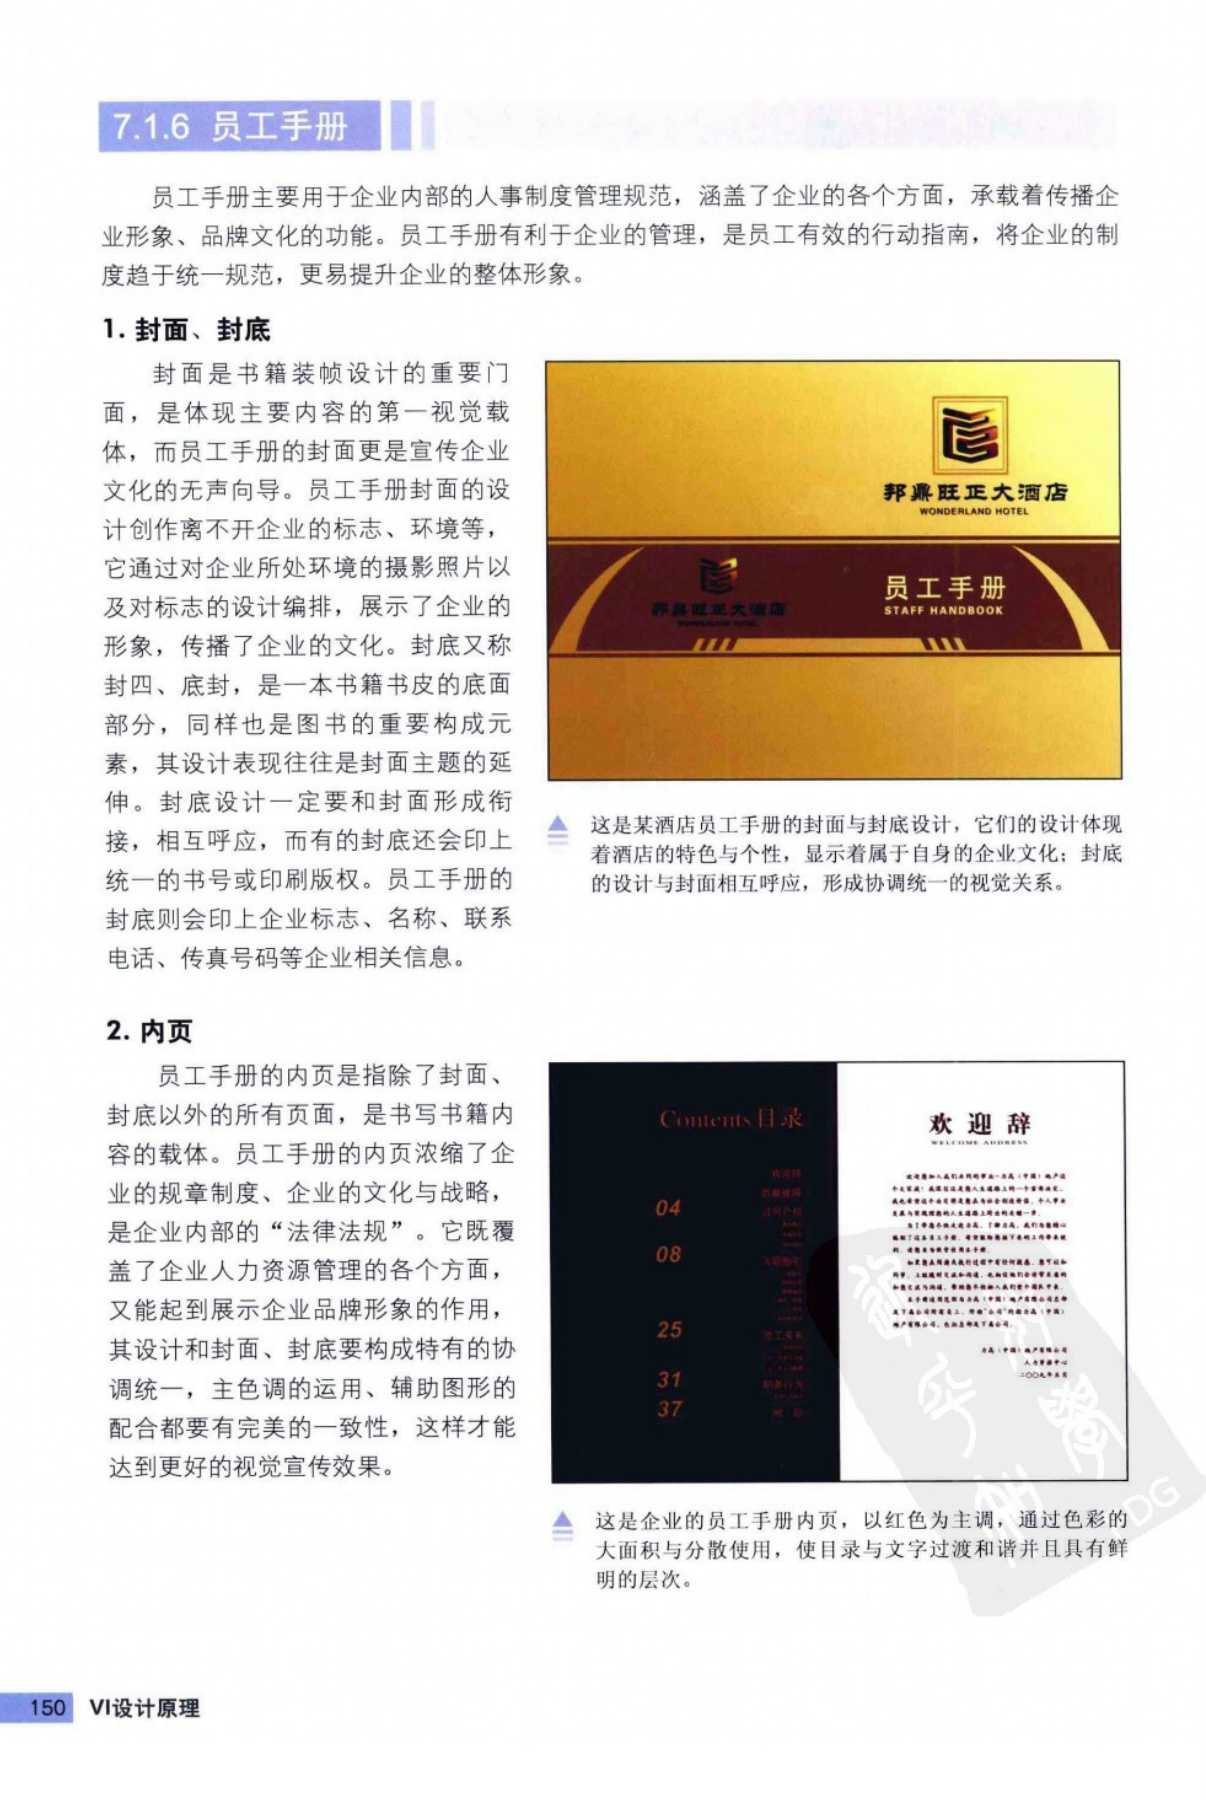 7.1.6 员工手册
员工手册主要用于企业内部的人事制度管理规范，涵盖了企业的各个方面，承载着传播企
业形象、品牌文化的功能。员工手册有利于企业的管理，是员工有效的行动指南，将企业的制
度趋于统一规范，更易提升企业的整体形象。
1. 封面、封底
封面是书籍装帧设计的重要门
面，是体现主要内容的第一视觉载
体，而员工手册的封面更是宣传企业
文化的无声向导。员工手册封面的设
计创作离不开企业的标志、环境等，
它通过对企业所处环境的摄影照片以
及对标志的设计编排，展示了企业的
形象，传播了企业的文化。封底又称
封四、底封，是一本书籍书皮的底面
部分，同样也是图书的重要构成元
素，其设计表现往往是封面主题的延
伸。封底设计一定要和封面形成衔
接，相互呼应，而有的封底还会印上
统一的书号或印刷版权。员工手册的
封底则会印上企业标志、名称、联系
电话、传真号码等企业相关信息。
邦鼎旺正大酒店
WONDERLAND HOTEL
邦鼎旺正大酒店
WONDERLAND HOTEL
员工手册
STAFF HANDBOOK
这是某酒店员工手册的封面与封底设计，它们的设计体现
着酒店的特色与个性，显示着属于自身的企业文化；封底
的设计与封面相互呼应，形成协调统一的视觉关系。
2. 内页
员工手册的内页是指除了封面、
封底以外的所有页面，是书写书籍内
容的载体。员工手册的内页浓缩了企
业的规章制度、企业的文化与战略，
是企业内部的“法律法规”。它既覆
盖了企业人力资源管理的各个方面，
又能起到展示企业品牌形象的作用，
其设计和封面、封底要构成特有的协
调统一，主色调的运用、辅助图形的
配合都要有完美的一致性，这样才能
达到更好的视觉宣传效果。
Contents 目录
04
08
25
31
37
欢迎辞
WELCOME ADDRESS
力高（中国）地产有限公司
人力资源中心
二〇〇九年五月
这是企业的员工手册内页，以红色为主调，通过色彩的
大面积与分散使用，使目录与文字过渡和谐并且具有鲜
明的层次。
150 VI设计原理